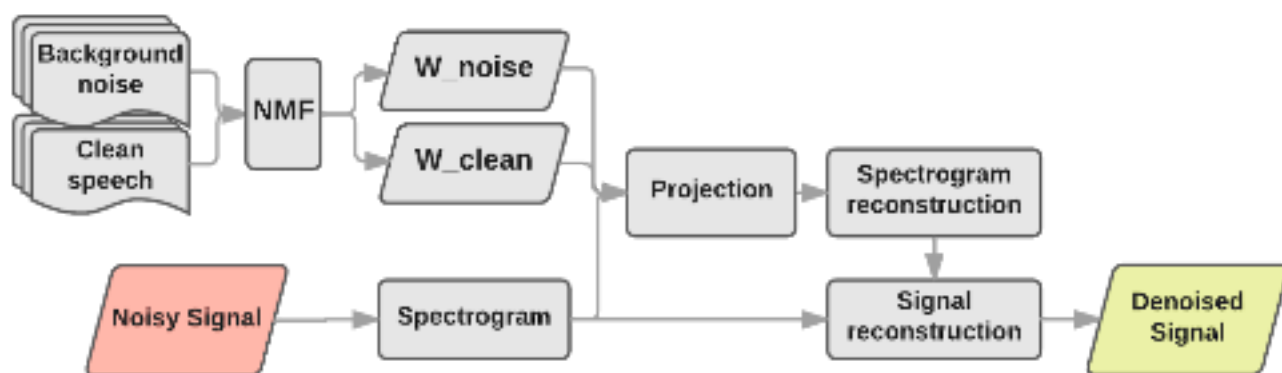 Background
noise
Clean
speech
NMF
W_noise
W_clean
Projection
Spectrogram
reconstruction
Noisy Signal
Spectrogram
Signal
reconstruction
Denoised
Signal